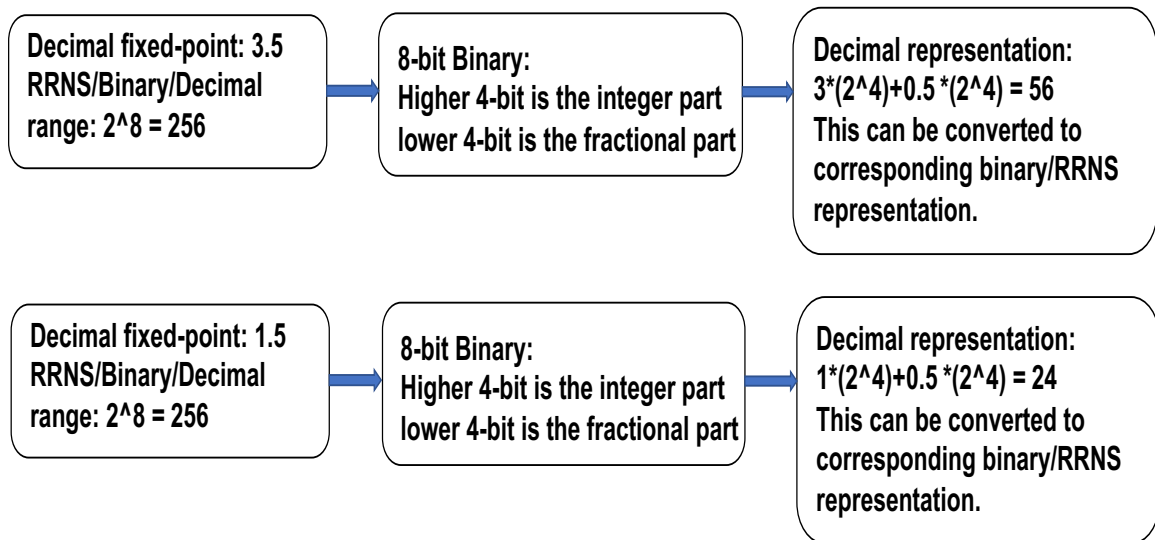 Decimal fixed-point: 3.5
RRNS/Binary/Decimal
range: 2^8 = 256
8-bit Binary:
Higher 4-bit is the integer part
lower 4-bit is the fractional part
Decimal representation:
3*(2^4)+0.5 *(2^4) = 56
This can be converted to
corresponding binary/RRNS
representation.
Decimal fixed-point: 1.5
RRNS/Binary/Decimal
range: 2^8 = 256
8-bit Binary:
Higher 4-bit is the integer part
lower 4-bit is the fractional part
Decimal representation:
1*(2^4)+0.5 *(2^4) = 24
This can be converted to
corresponding binary/RRNS
representation.